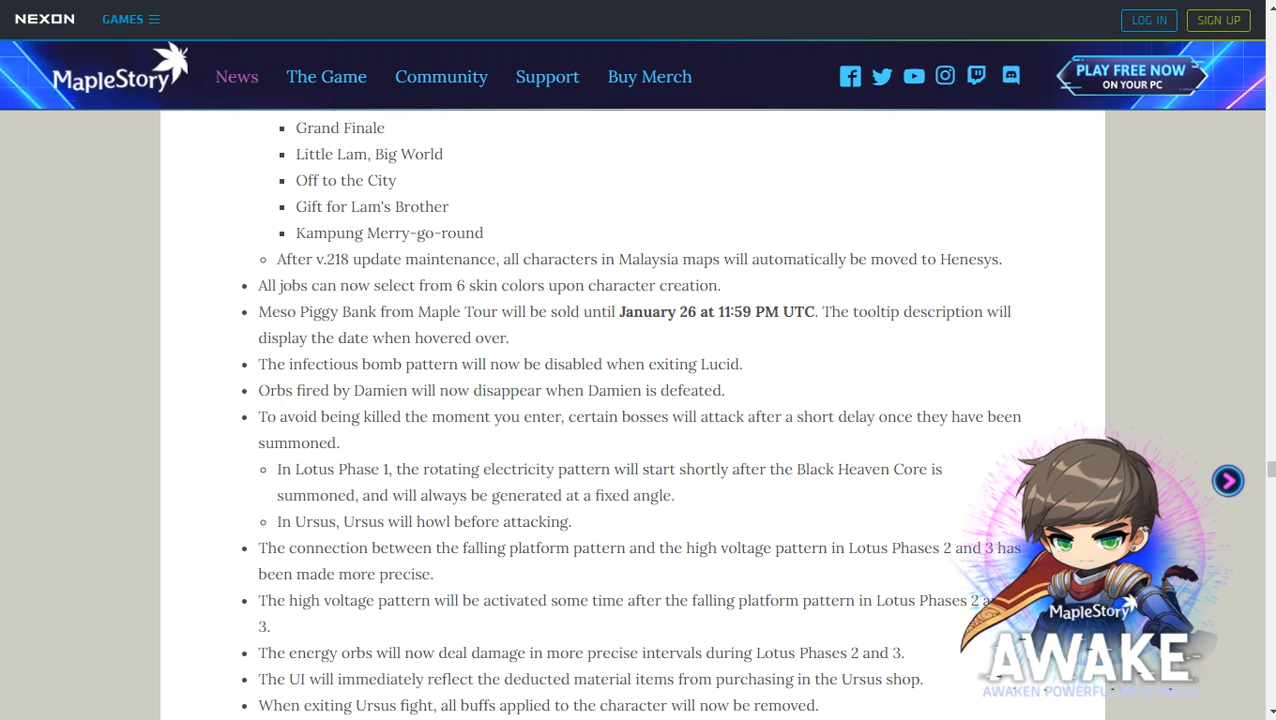 NEXON
GAMES
LOG IN
SIGN UP
MapleStory
News
The Game
Community
Support
Buy Merch
PLAY FREE NOW
ON YOUR PC
Grand Finale
Little Lam, Big World
Off to the City
Gift for Lam's Brother
Kampung Merry-go-round
After v.218 update maintenance, all characters in Malaysia maps will automatically be moved to Henesys.
All jobs can now select from 6 skin colors upon character creation.
Meso Piggy Bank from Maple Tour will be sold until January 26 at 11:59 PM UTC. The tooltip description will
display the date when hovered over.
The infectious bomb pattern will now be disabled when exiting Lucid.
Orbs fired by Damien will now disappear when Damien is defeated.
To avoid being killed the moment you enter, certain bosses will attack after a short delay once they have been
summoned.
In Lotus Phase 1, the rotating electricity pattern will start shortly after the Black Heaven Core is
summoned, and will always be generated at a fixed angle.
In Ursus, Ursus will howl before attacking.
The connection between the falling platform pattern and the high voltage pattern in Lotus Phases 2 and 3 has
been made more precise.
The high voltage pattern will be activated some time after the falling platform pattern in Lotus Phases 2
3.
The energy orbs will now deal damage in more precise intervals during Lotus Phases 2 and 3.
The UI will immediately reflect the deducted material items from purchasing in the Ursus shop.
When exiting Ursus fight, all buffs applied to the character will now be removed.
MapleStory
AWAKE
AWAKEN POWERFUL NEW SKILLS